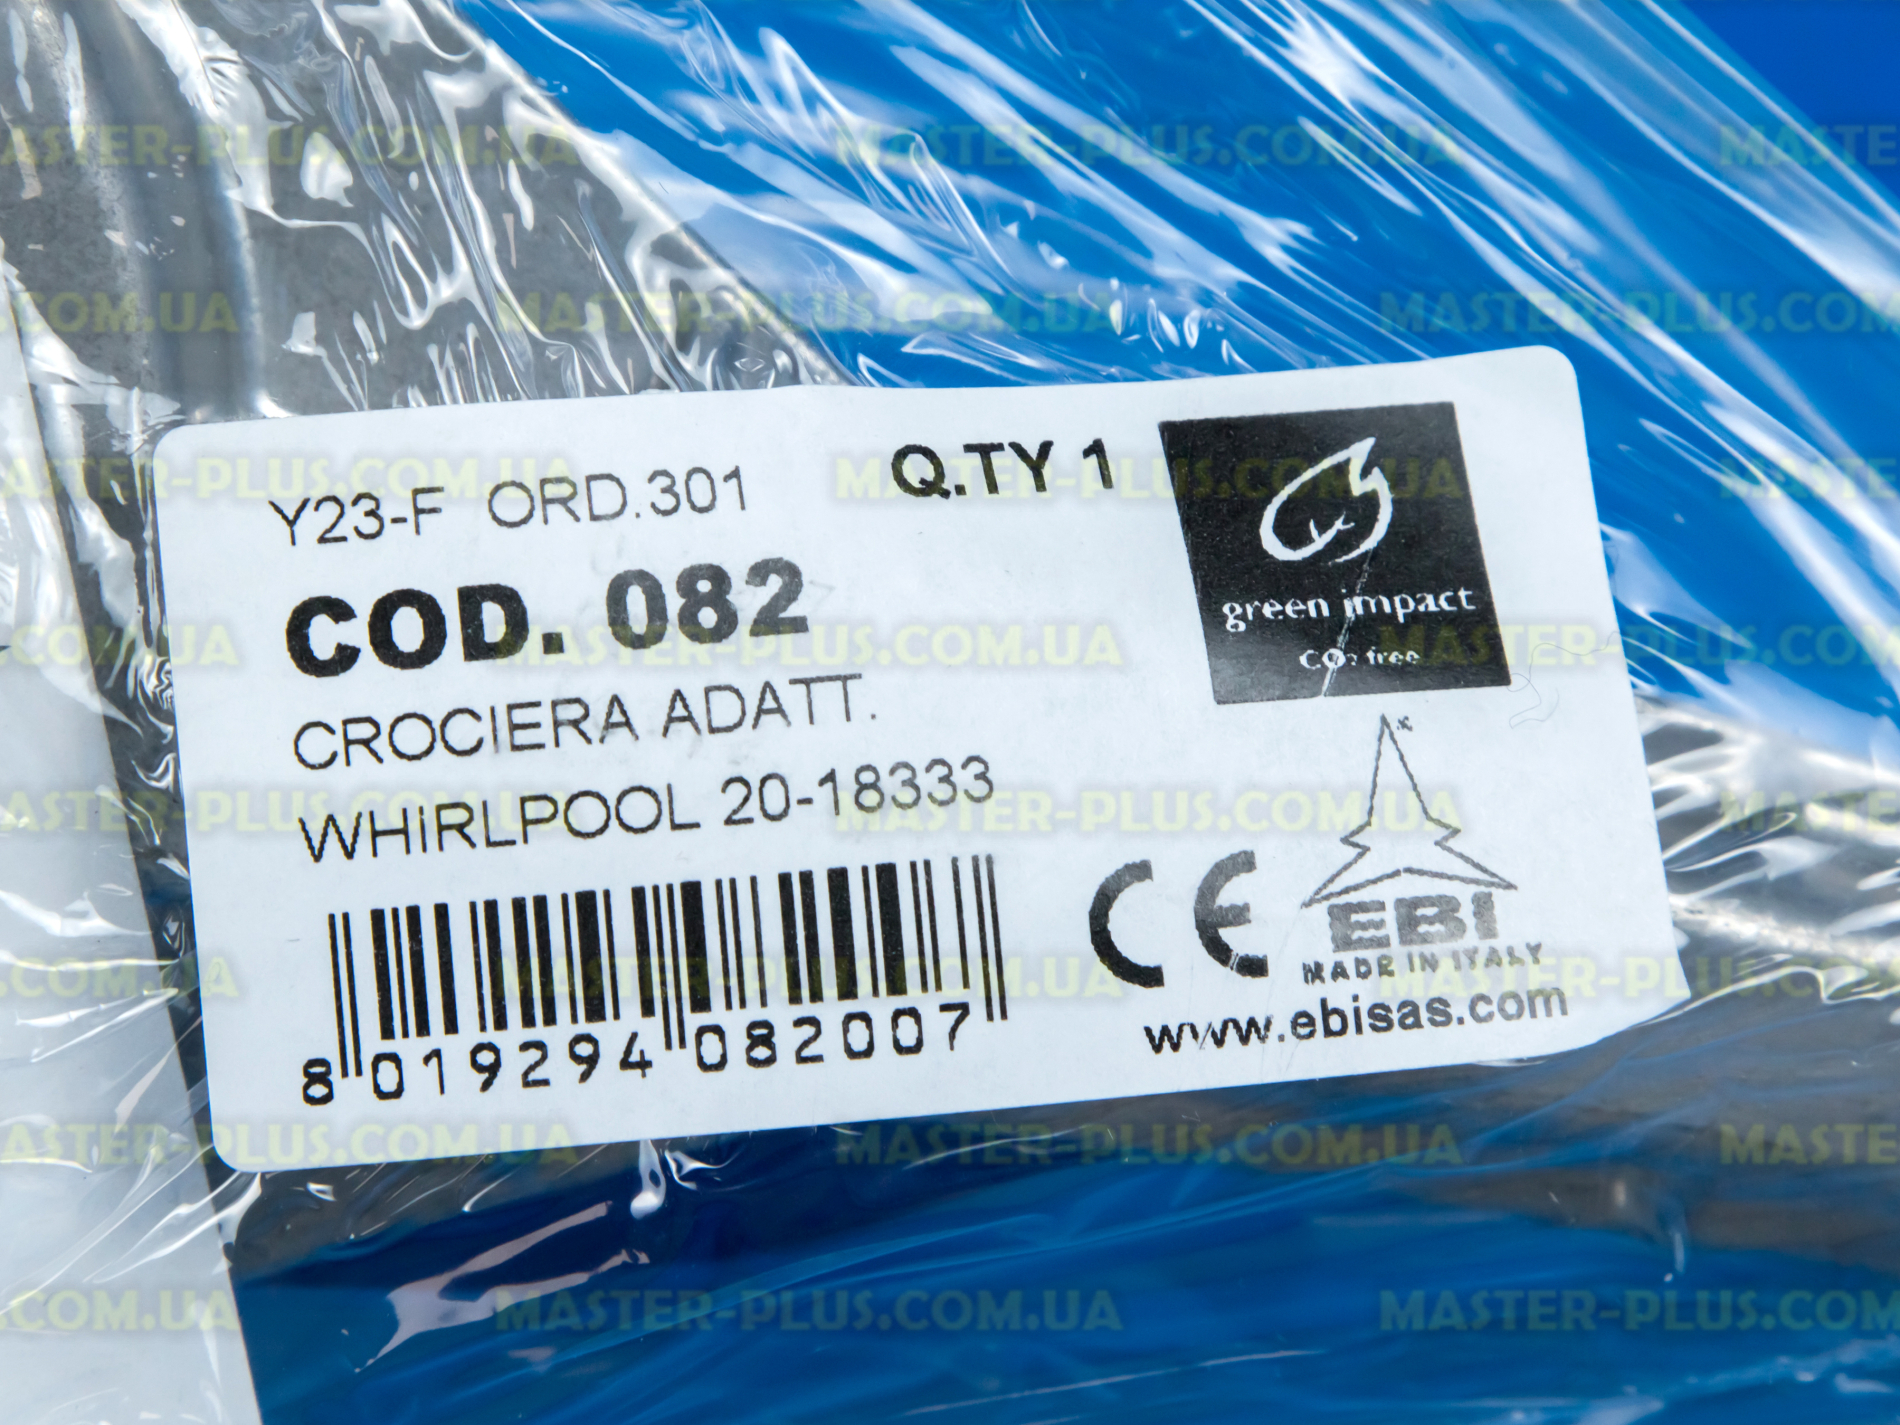 Y23-F ORD.301
Q.TY 1
COD. 082
CROCIERA ADATT.
WHIRLPOOL 20-18333
8 019294 082007
green impact
CO2 free
CE
EBI
MADE IN ITALY
www.ebisas.com
MASTER-PLUS.COM.UA